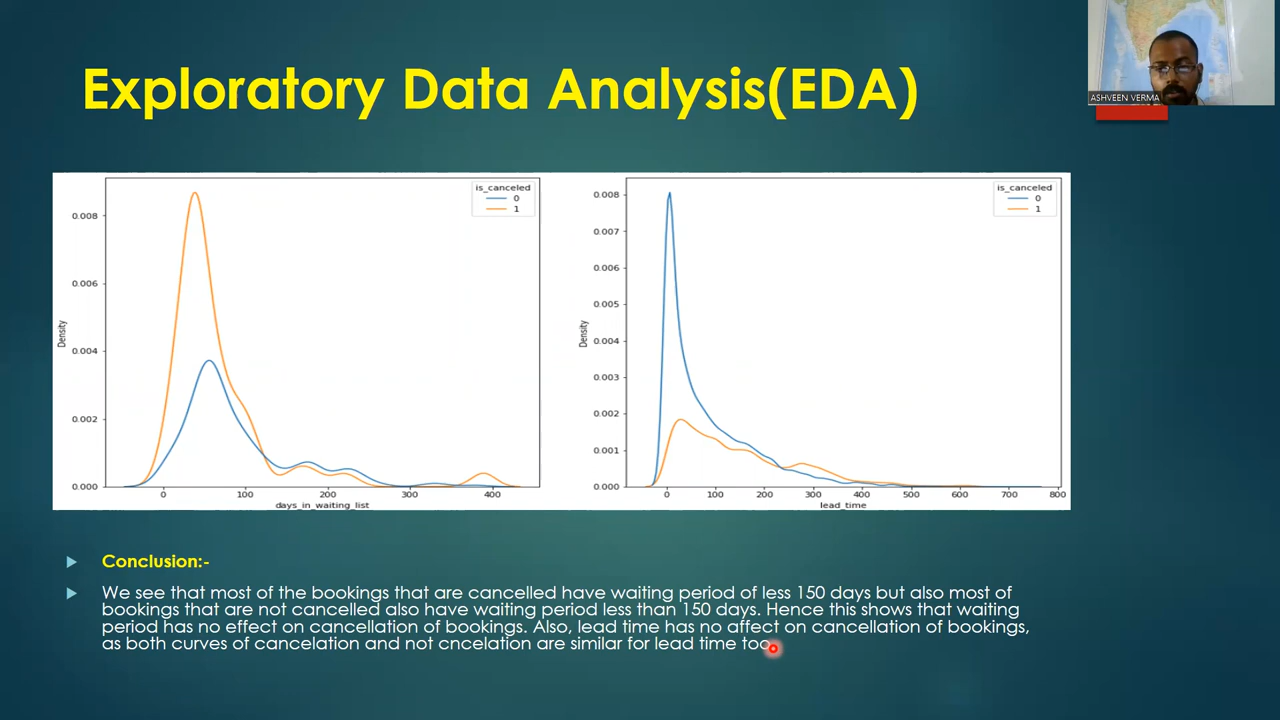 Exploratory Data Analysis(EDA)
ASHVEEN VERMA
is_canceled
0
1
0.008
0.006
0.004
0.002
0.000
Density
0
100
200
300
400
days_in_waiting_list
is_canceled
0
1
0.008
0.007
0.006
0.005
0.004
0.003
0.002
0.001
0.000
Density
0
100
200
300
400
500
600
700
800
lead_time
Conclusion:-
We see that most of the bookings that are cancelled have waiting period of less 150 days but also most of
bookings that are not cancelled also have waiting period less than 150 days. Hence this shows that waiting
period has no effect on cancellation of bookings. Also, lead time has no affect on cancellation of bookings,
as both curves of cancelation and not cncelation are similar for lead time too